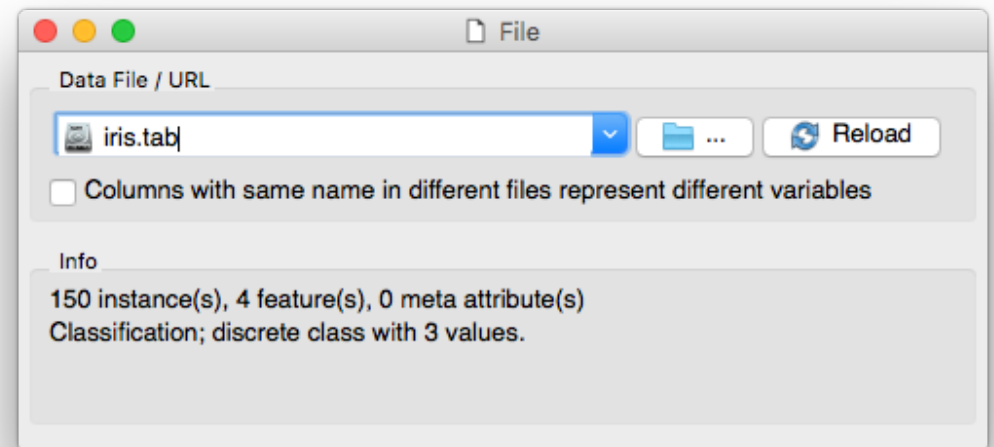 File
Data File / URL
iris.tab
...
Reload
Columns with same name in different files represent different variables
Info
150 instance(s), 4 feature(s), 0 meta attribute(s)
Classification; discrete class with 3 values.